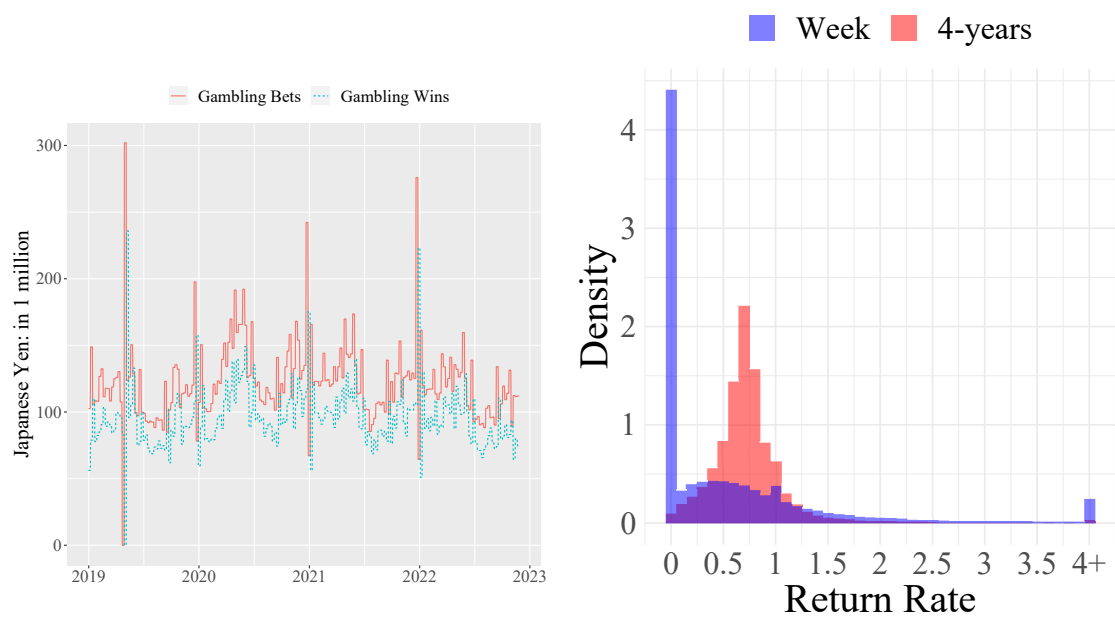 Gambling Bets Gambling Wins
Japanese Yen: in 1 million
300
200
100
0
2019 2020 2021 2022 2023
Week 4-years
Density
4
3
2
1
0
0 0.5 1 1.5 2 2.5 3 3.5 4+
Return Rate